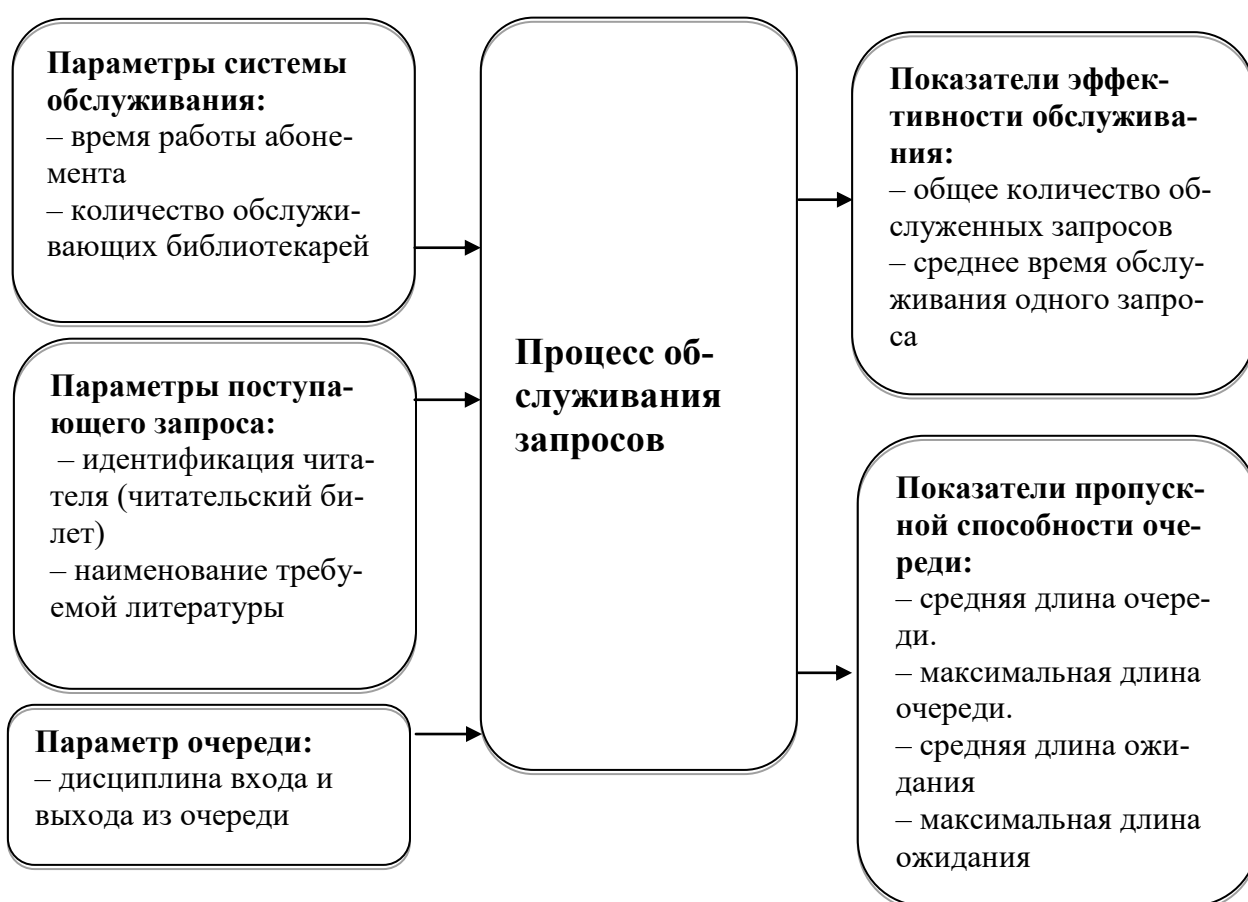 Параметры системы
обслуживания:
– время работы абоне-
мента
– количество обслужи-
вающих библиотекарей
Параметры поступа-
ющего запроса:
– идентификация чита-
теля (читательский би-
лет)
– наименование требу-
емой литературы
Параметр очереди:
– дисциплина входа и
выхода из очереди
Процесс об-
служивания
запросов
Показатели эффек-
тивности обслужива-
ния:
– общее количество об-
служенных запросов
– среднее время обслу-
живания одного запро-
са
Показатели пропуск-
ной способности оче-
реди:
– средняя длина очере-
ди.
– максимальная длина
очереди.
– средняя длина ожи-
дания
– максимальная длина
ожидания